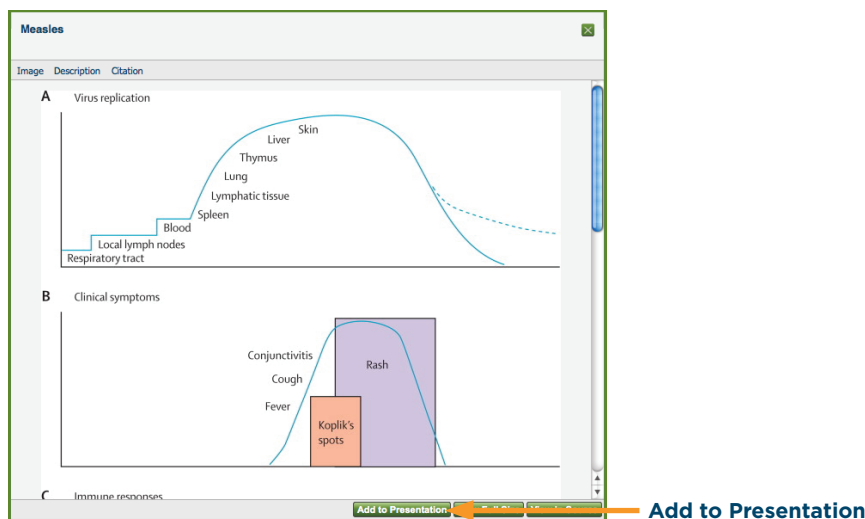 Measles
Image Description Citation
A Virus replication
Skin
Liver
Thymus
Lung
Lymphatic tissue
Spleen
Blood
Local lymph nodes
Respiratory tract
B Clinical symptoms
Conjunctivitis
Rash
Cough
Fever
Koplik's
spots
C Immune responses
Add to Presentation
Add to Presentation